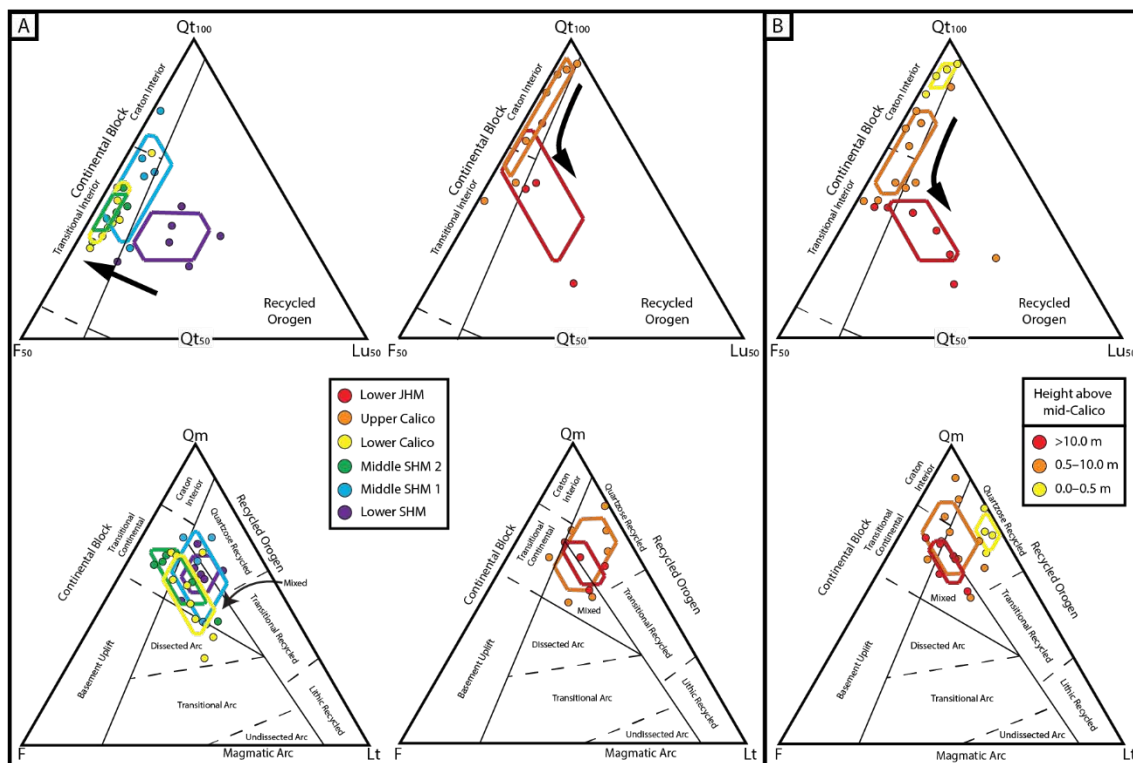 A
Qt100
Craton Interior
Continental Block
Transitional Interior
Recycled
Orogen
F50
Qt50
Lu50
Qt100
Craton Interior
Continental Block
Transitional Interior
Recycled
Orogen
F50
Qt50
Lu50
B
Qt100
Craton Interior
Continental Block
Transitional Interior
Recycled
Orogen
F50
Qt50
Lu50
Lower JHM
Upper Calico
Lower Calico
Middle SHM 2
Middle SHM 1
Lower SHM
Height above
mid-Calico
>10.0 m
0.5–10.0 m
0.0–0.5 m
Qm
Craton
Interior
Transitional
Continental
Continental Block
Quartzose Recycled
Recycled Orogen
Mixed
Transitional Recycled
Dissected Arc
Basement Uplift
Transitional Arc
Lithic Recycled
Undissected Arc
F
Magmatic Arc
Lt
Qm
Craton
Interior
Transitional
Continental
Continental Block
Quartzose
Recycled
Recycled Orogen
Mixed
Transitional Recycled
Dissected Arc
Basement Uplift
Transitional Arc
Lithic Recycled
Undissected Arc
F
Magmatic Arc
Lt
Qm
Craton
Interior
Transitional
Continental
Continental Block
Quartzose
Recycled
Recycled Orogen
Mixed
Transitional Recycled
Dissected Arc
Basement Uplift
Transitional Arc
Lithic Recycled
Undissected Arc
F
Magmatic Arc
Lt